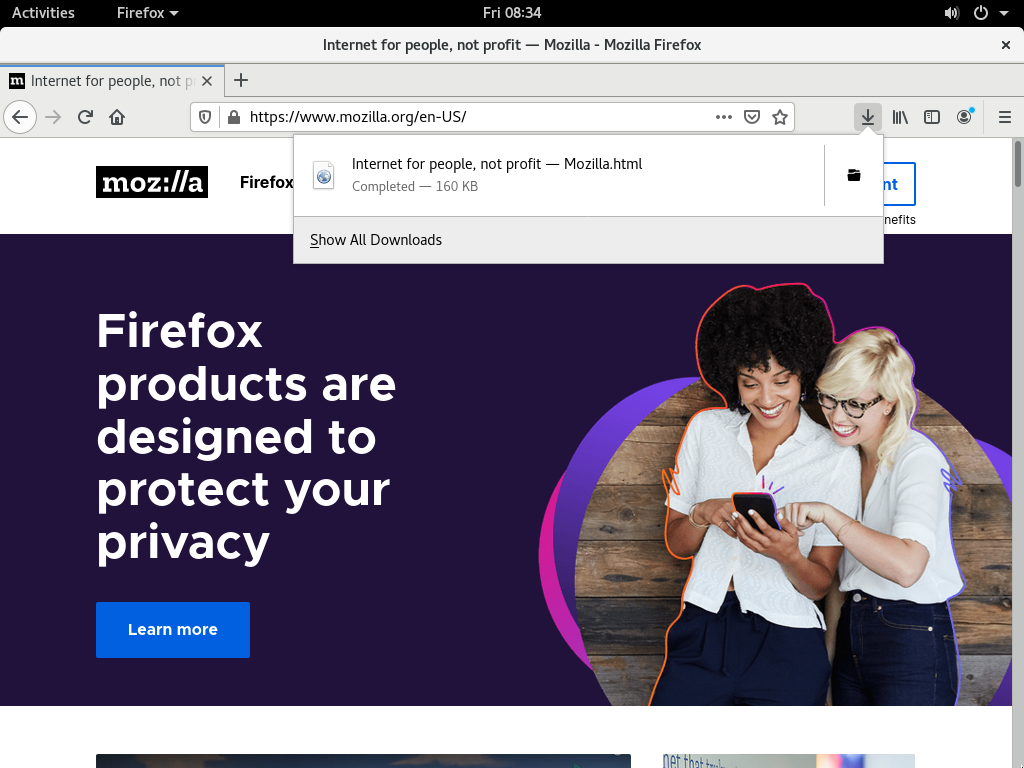 Activities
Firefox
Fri 08:34
Internet for people, not profit — Mozilla - Mozilla Firefox
Internet for people, not p
https://www.mozilla.org/en-US/
Internet for people, not profit — Mozilla.html
Completed — 160 KB
Show All Downloads
moz://a
Firefox
nt
nefits
Firefox
products are
designed to
protect your
privacy
Learn more